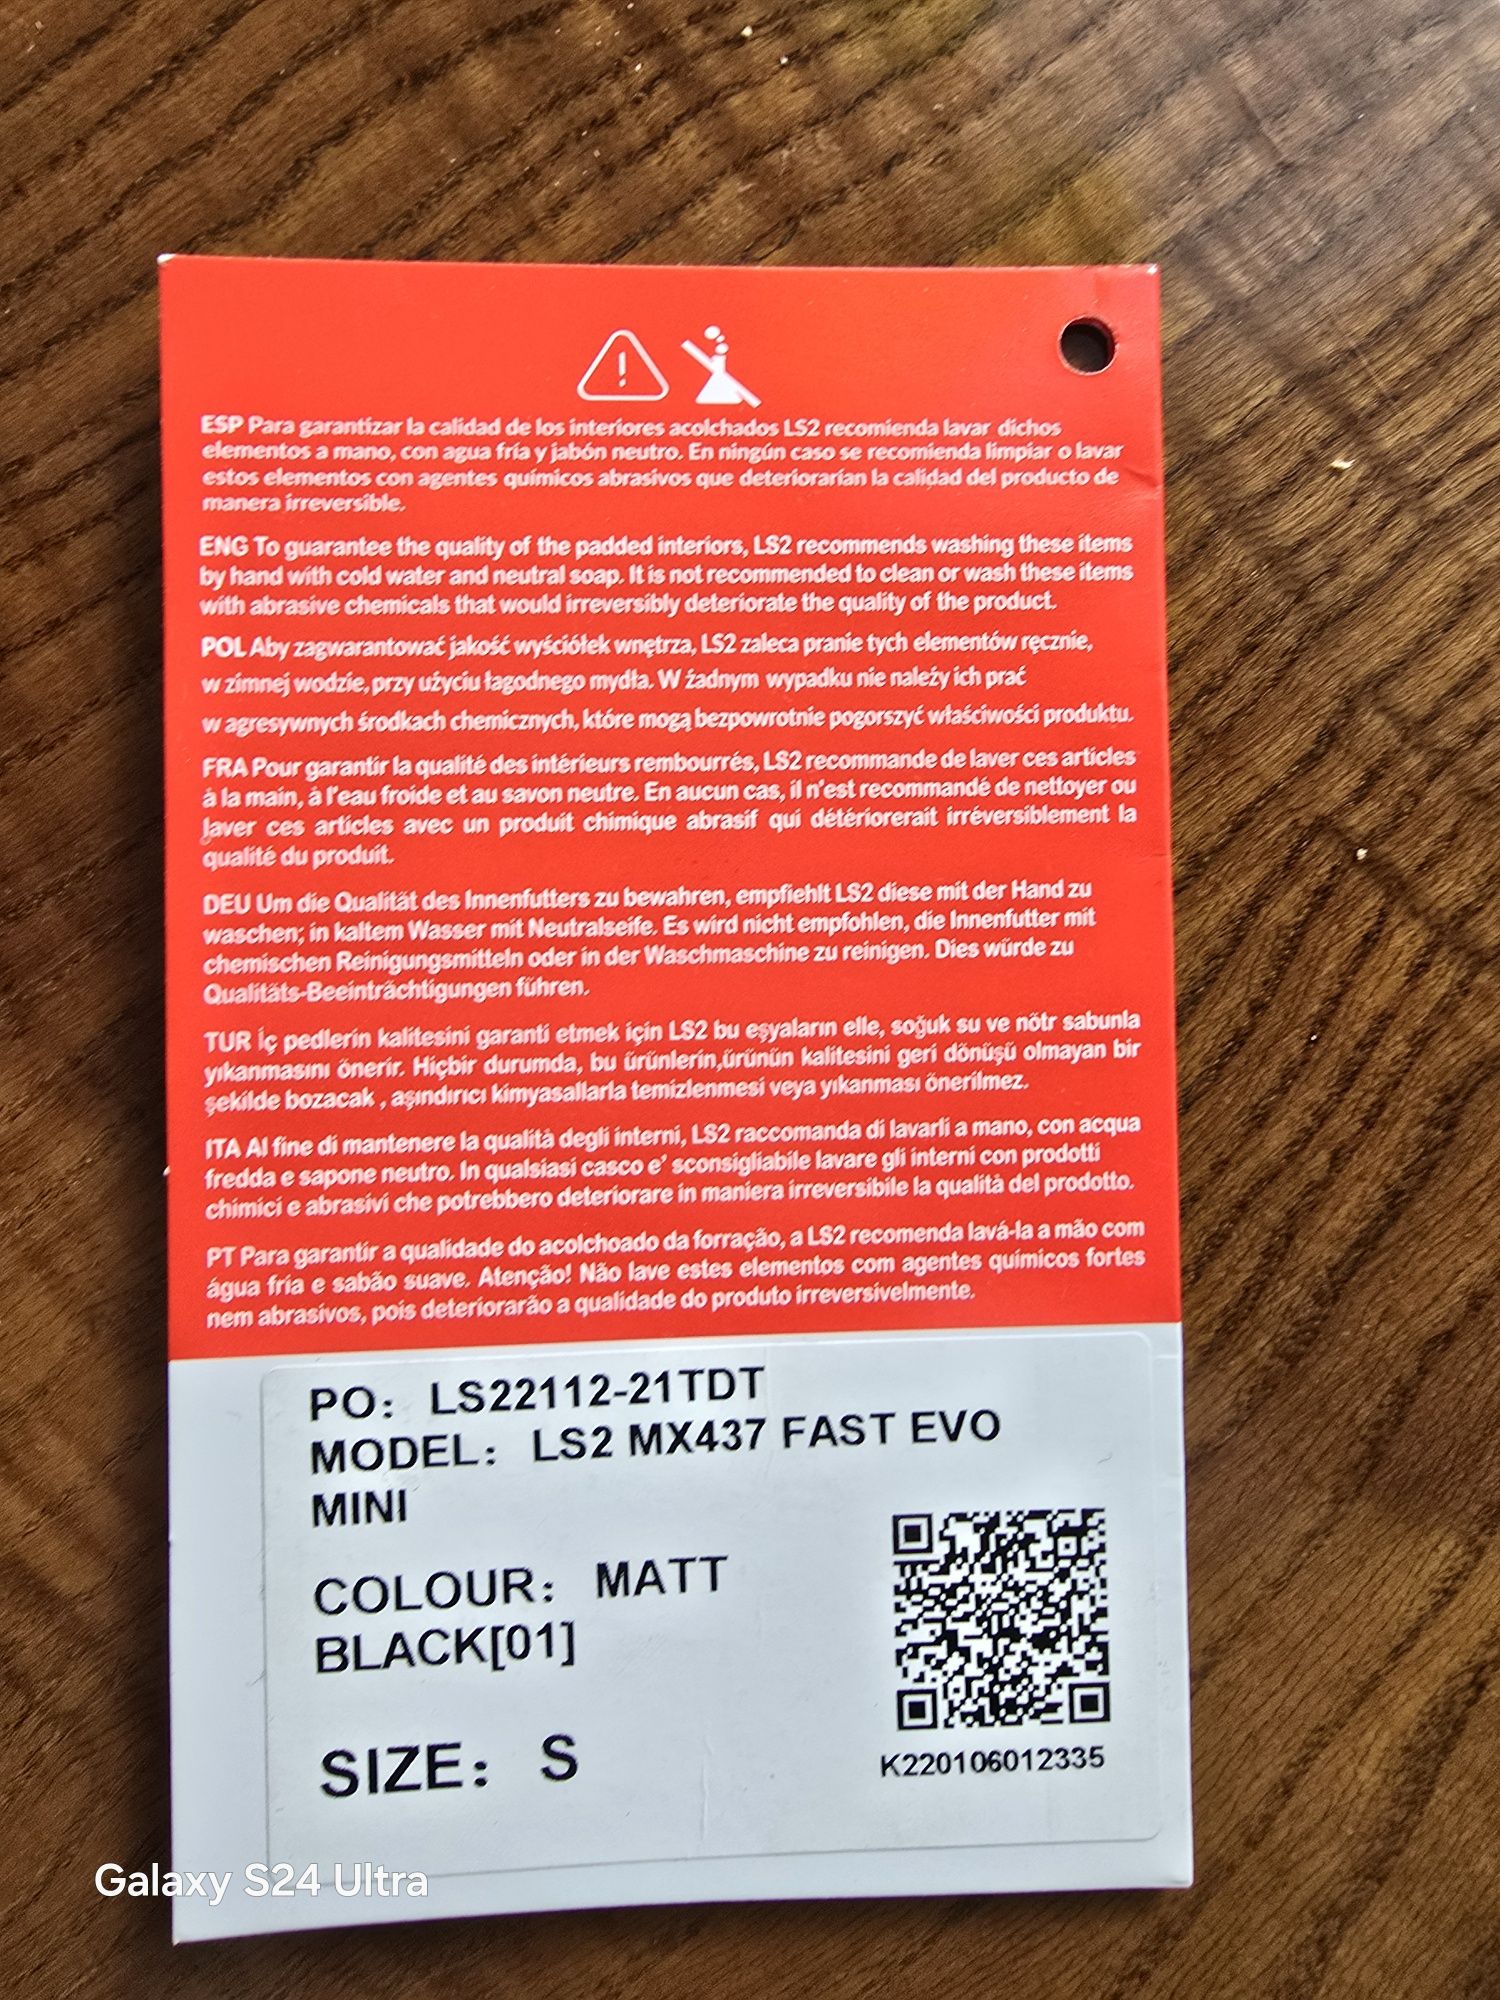 ESP Para garantizar la calidad de los interiores acolchados LS2 recomienda lavar dichos
elementos a mano, con agua fría y jabón neutro. En ningún caso se recomienda limpiar o lavar
estos elementos con agentes químicos abrasivos que deteriorarían la calidad del producto de
manera irreversible.
ENG To guarantee the quality of the padded interiors, LS2 recommends washing these items
by hand with cold water and neutral soap. It is not recommended to clean or wash these items
with abrasive chemicals that would irreversibly deteriorate the quality of the product.
POL Aby zagwarantować jakość wyściółek wnętrza, LS2 zaleca pranie tych elementów ręcznie,
w zimnej wodzie, przy użyciu łagodnego mydła. W żadnym wypadku nie należy ich prać
w agresywnych środkach chemicznych, które mogą bezpowrotnie pogorszyć właściwości produktu.
FRA Pour garantir la qualité des intérieurs rembourrés, LS2 recommande de laver ces articles
à la main, à l'eau froide et au savon neutre. En aucun cas, il n'est recommandé de nettoyer ou
laver ces articles avec un produit chimique abrasif qui détériorerait irréversiblement la
qualité du produit.
DEU Um die Qualität des Innenfutters zu bewahren, empfiehlt LS2 diese mit der Hand zu
waschen; in kaltem Wasser mit Neutralseife. Es wird nicht empfohlen, die Innenfutter mit
chemischen Reinigungsmitteln oder in der Waschmaschine zu reinigen. Dies würde zu
Qualitäts-Beeinträchtigungen führen.
TUR İç pedlerin kalitesini garanti etmek için LS2 bu eşyaların elle, soğuk su ve nötr sabunla
yıkanmasını önerir. Hiçbir durumda, bu ürünlerin,ürünün kalitesini geri dönüşü olmayan bir
şekilde bozacak , aşındırıcı kimyasallarla temizlenmesi veya yıkanması önerilmez.
ITA Al fine di mantenere la qualità degli interni, LS2 raccomanda di lavarli a mano, con acqua
fredda e sapone neutro. In qualsiasi casco e' sconsigliabile lavare gli interni con prodotti
chimici e abrasivi che potrebbero deteriorare in maniera irreversibile la qualità del prodotto.
PT Para garantir a qualidade do acolchoado da forração, a LS2 recomenda lavá-la a mão com
água fria e sabão suave. Atenção! Não lave estes elementos com agentes químicos fortes
nem abrasivos, pois deteriorarão a qualidade do produto irreversivelmente.
PO: LS22112-21TDT
MODEL: LS2 MX437 FAST EVO
MINI
COLOUR: MATT
BLACK[01]
SIZE: S
K220106012335
Galaxy S24 Ultra